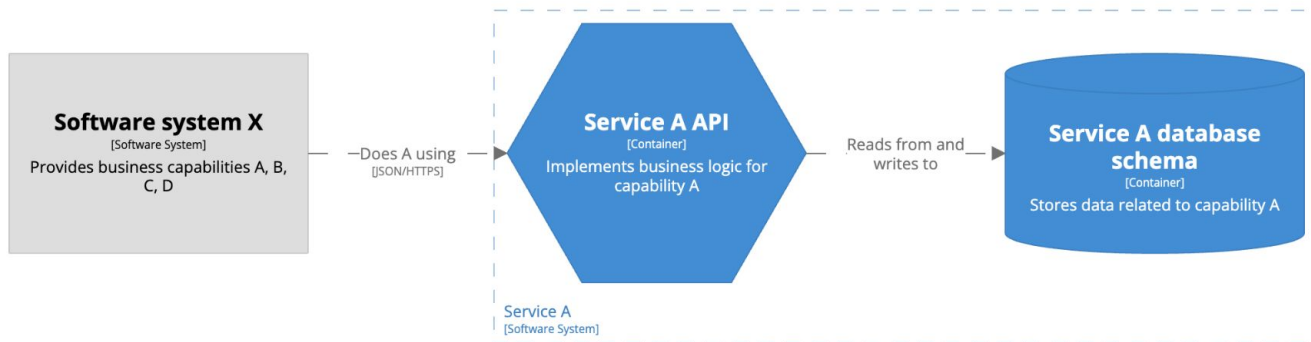 Software system X
[Software System]
Provides business capabilities A, B,
C, D
Does A using
[JSON/HTTPS]
Service A API
[Container]
Implements business logic for
capability A
Reads from and
writes to
Service A database
schema
[Container]
Stores data related to capability A
Service A
[Software System]